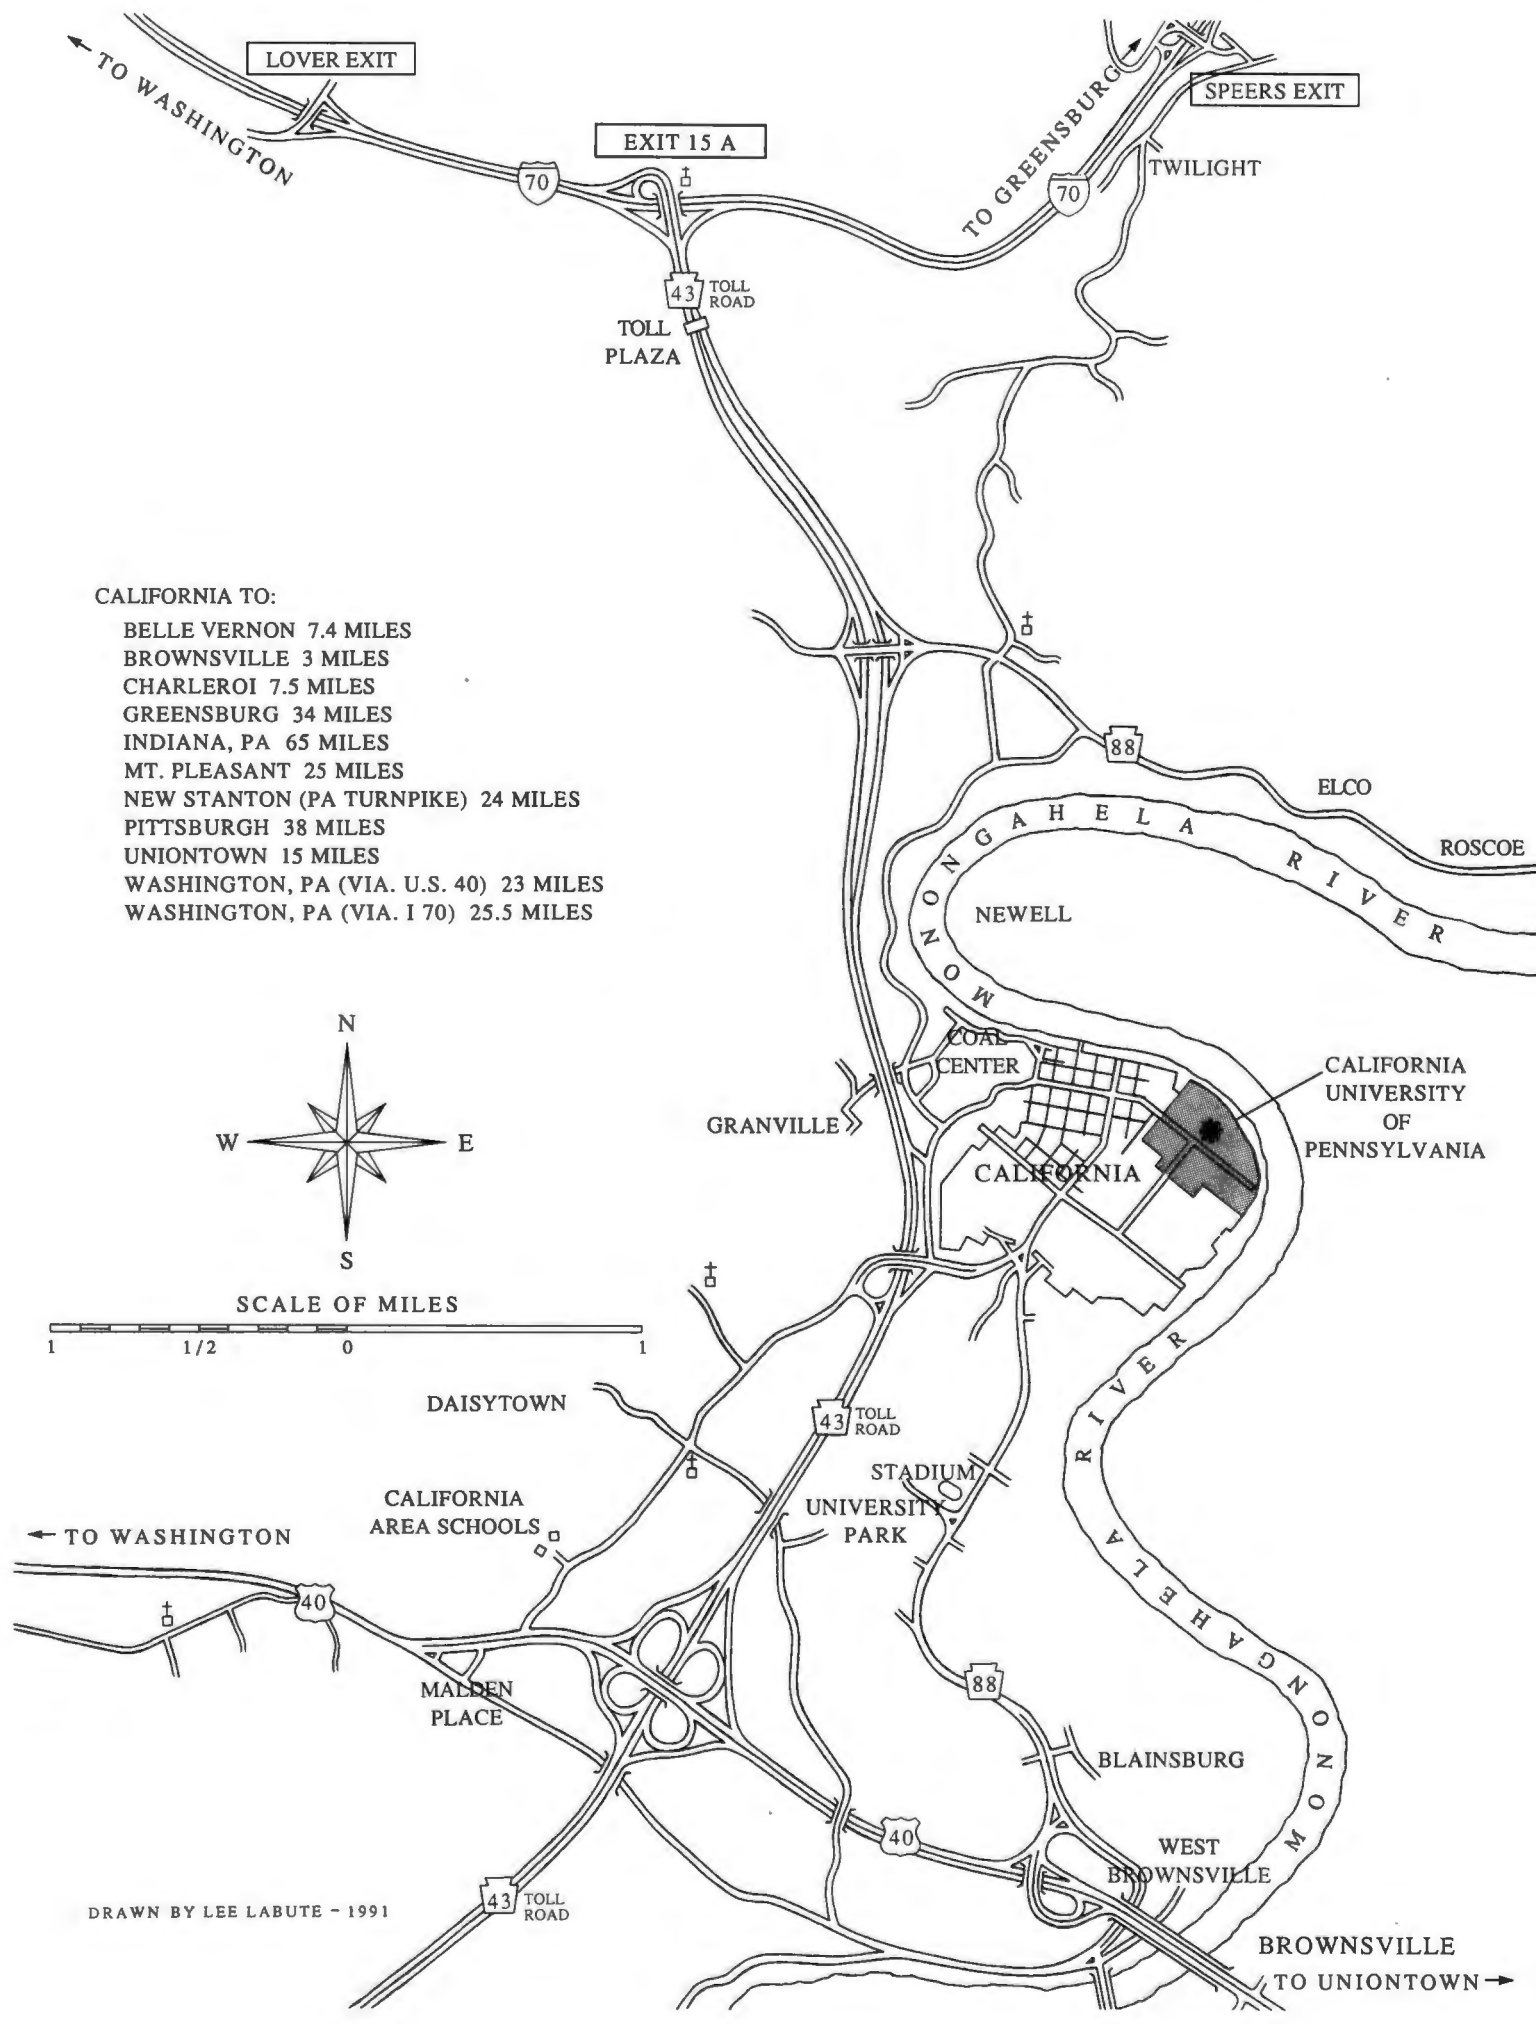 LOVER EXIT
TO WASHINGTON
EXIT 15 A
70
TO GREENSBURG
SPEERS EXIT
TWILIGHT
70
43
TOLL
ROAD
TOLL
PLAZA
CALIFORNIA TO:
BELLE VERNON 7.4 MILES
BROWNSVILLE 3 MILES
CHARLEROI 7.5 MILES
GREENSBURG 34 MILES
INDIANA, PA 65 MILES
MT. PLEASANT 25 MILES
NEW STANTON (PA TURNPIKE) 24 MILES
PITTSBURGH 38 MILES
UNIONTOWN 15 MILES
WASHINGTON, PA (VIA. U.S. 40) 23 MILES
WASHINGTON, PA (VIA. I 70) 25.5 MILES
88
ELCO
ROSCOE
MONONGAHELA RIVER
NEWELL
COAL
CENTER
GRANVILLE
CALIFORNIA
CALIFORNIA
UNIVERSITY
OF
PENNSYLVANIA
N
W
E
S
SCALE OF MILES
1 1/2 0 1
DAISYTOWN
43
TOLL
ROAD
STADIUM
UNIVERSITY
PARK
CALIFORNIA
AREA SCHOOLS
TO WASHINGTON
40
MALDEN
PLACE
88
MONONGAHELA RIVER
BLAINSBURG
40
WEST
BROWNSVILLE
43
TOLL
ROAD
DRAWN BY LEE LABUTE - 1991
BROWNSVILLE
TO UNIONTOWN